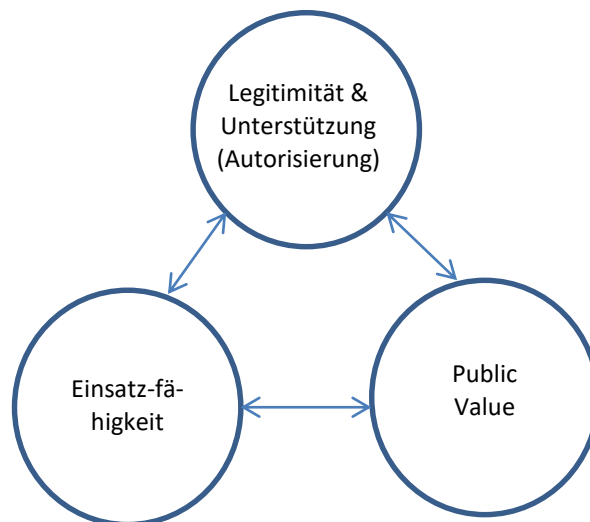 Legitimität &
Unterstützung
(Autorisierung)
Einsatz-fä-
higkeit
Public
Value